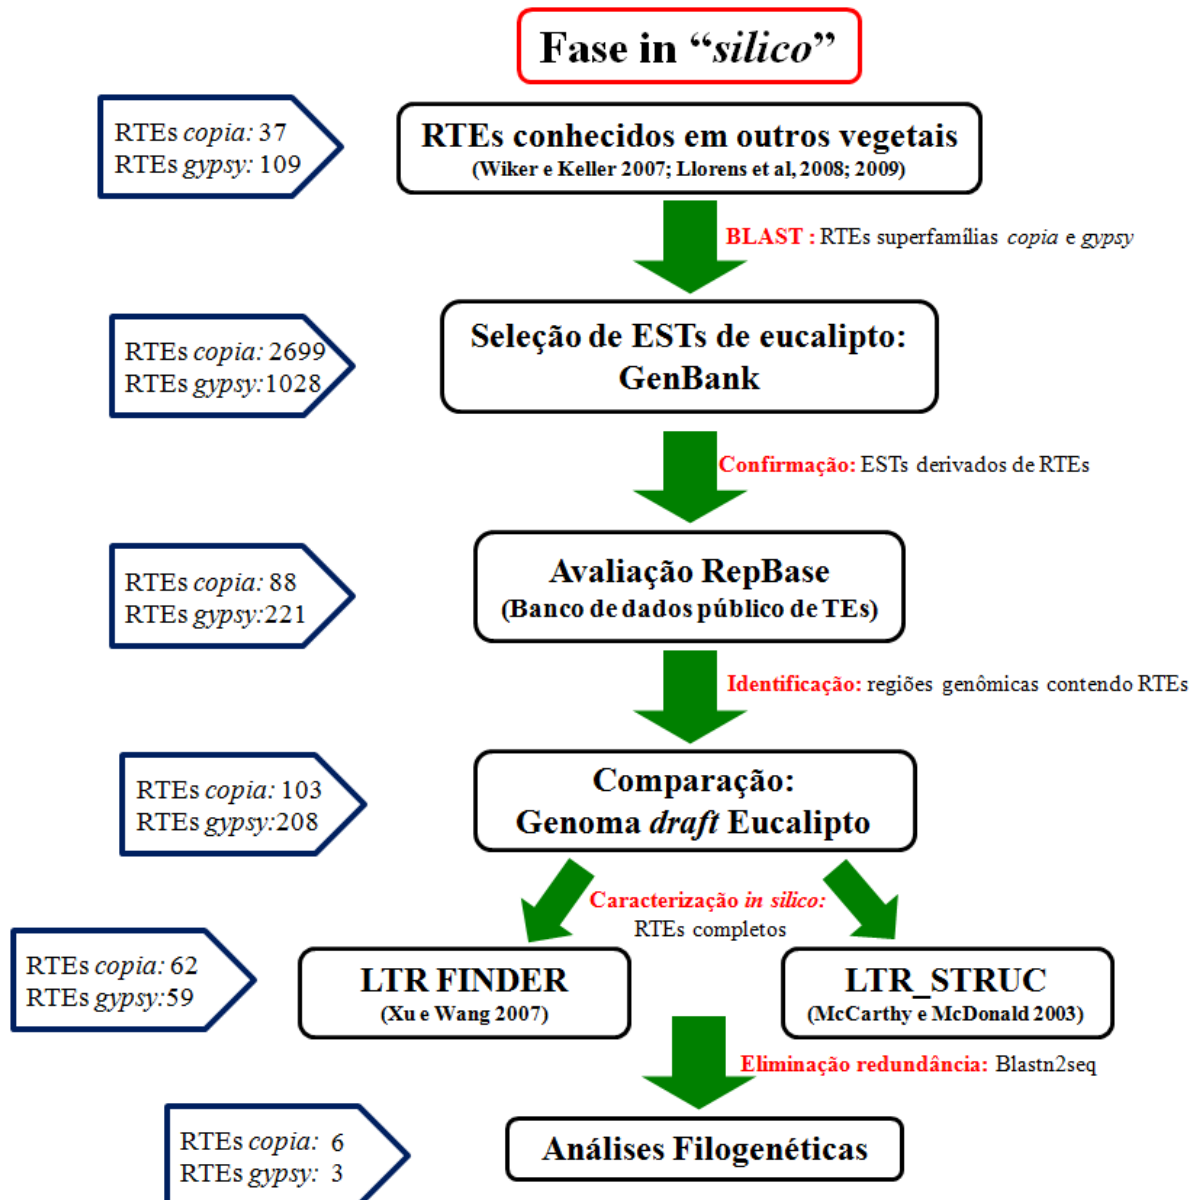 Fase in “silico”
RTEs copia: 37
RTEs gypsy: 109
RTEs conhecidos em outros vegetais
(Wiker e Keller 2007; Llorens et al, 2008; 2009)
BLAST : RTEs superfamílias copia e gypsy
RTEs copia: 2699
RTEs gypsy:1028
Seleção de ESTs de eucalipto:
GenBank
Confirmação: ESTs derivados de RTEs
RTEs copia: 88
RTEs gypsy:221
Avaliação RepBase
(Banco de dados público de TEs)
Identificação: regiões genômicas contendo RTEs
RTEs copia: 103
RTEs gypsy:208
Comparação:
Genoma draft Eucalipto
Caracterização in silico:
RTEs completos
RTEs copia: 62
RTEs gypsy:59
LTR FINDER
(Xu e Wang 2007)
LTR_STRUC
(McCarthy e McDonald 2003)
Eliminação redundância: Blastn2seq
RTEs copia: 6
RTEs gypsy: 3
Análises Filogenéticas